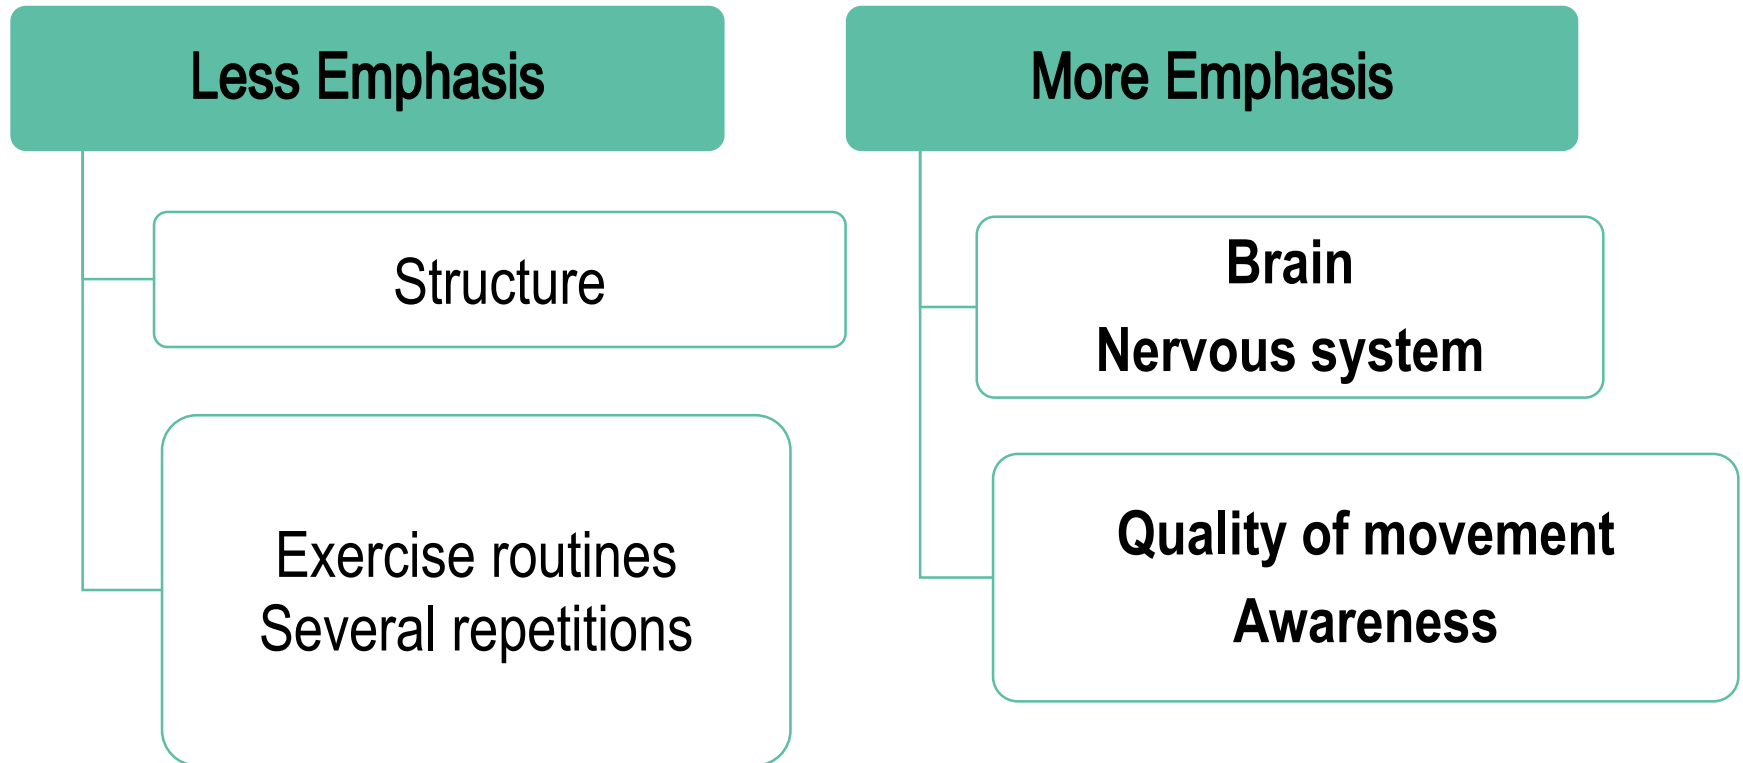 Less Emphasis
Structure
Exercise routines
Several repetitions
More Emphasis
Brain
Nervous system
Quality of movement
Awareness